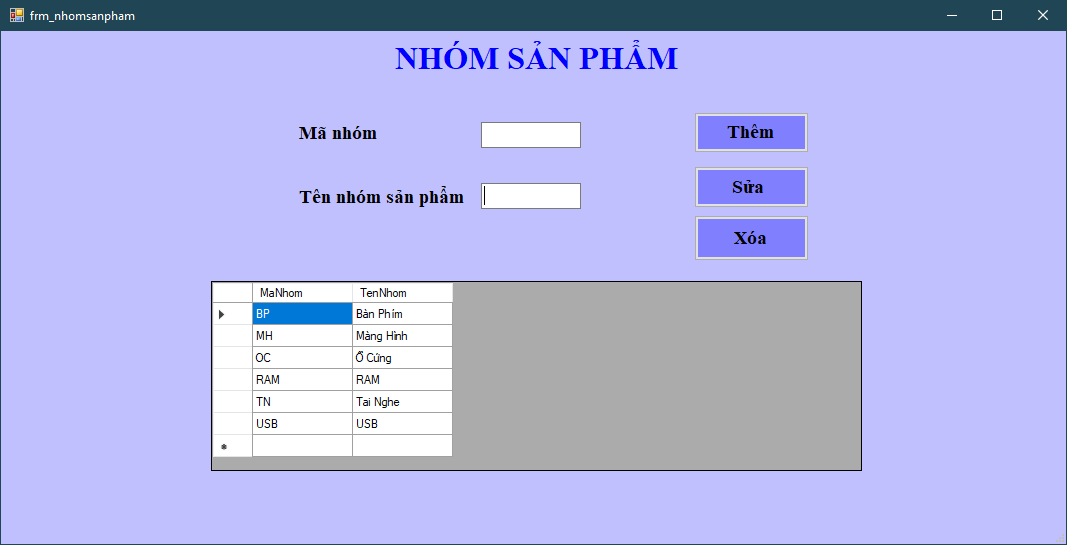 frm_nhomsanpham
NHÓM SẢN PHẨM
Mã nhóm
Thêm
Tên nhóm sản phẩm
Sửa
Xóa
MaNhom TenNhom
BP Bàn Phím
MH Màng Hình
OC Ổ Cứng
RAM RAM
TN Tai Nghe
USB USB